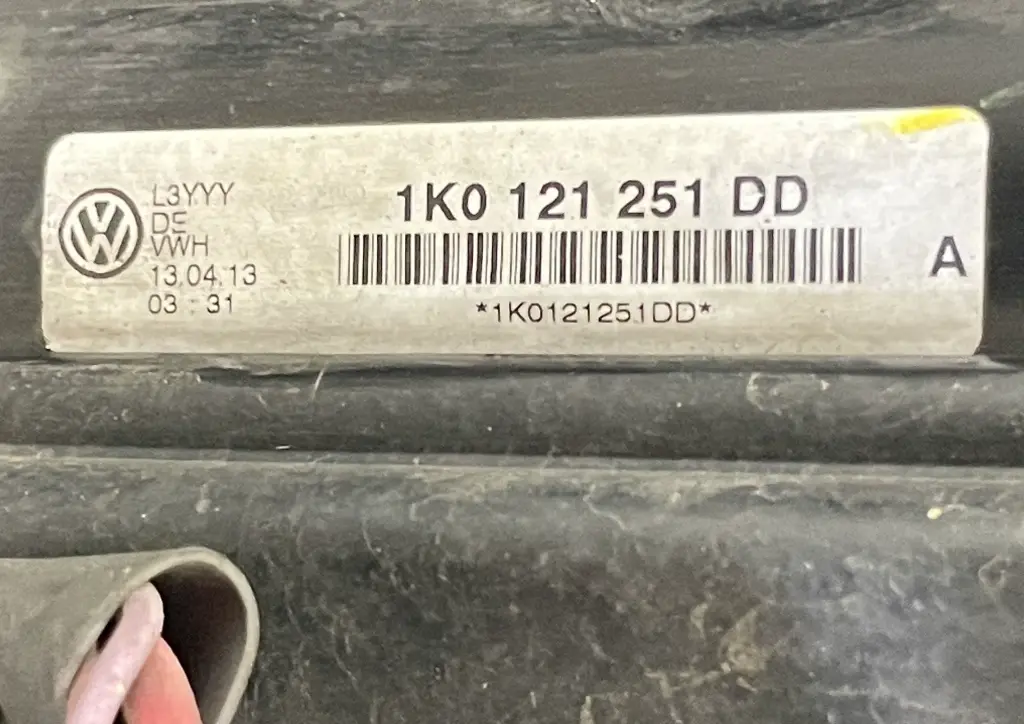 L3YYY
DE
VWH
13.04.13
03 : 31
1K0 121 251 DD
*1K0121251DD*
A